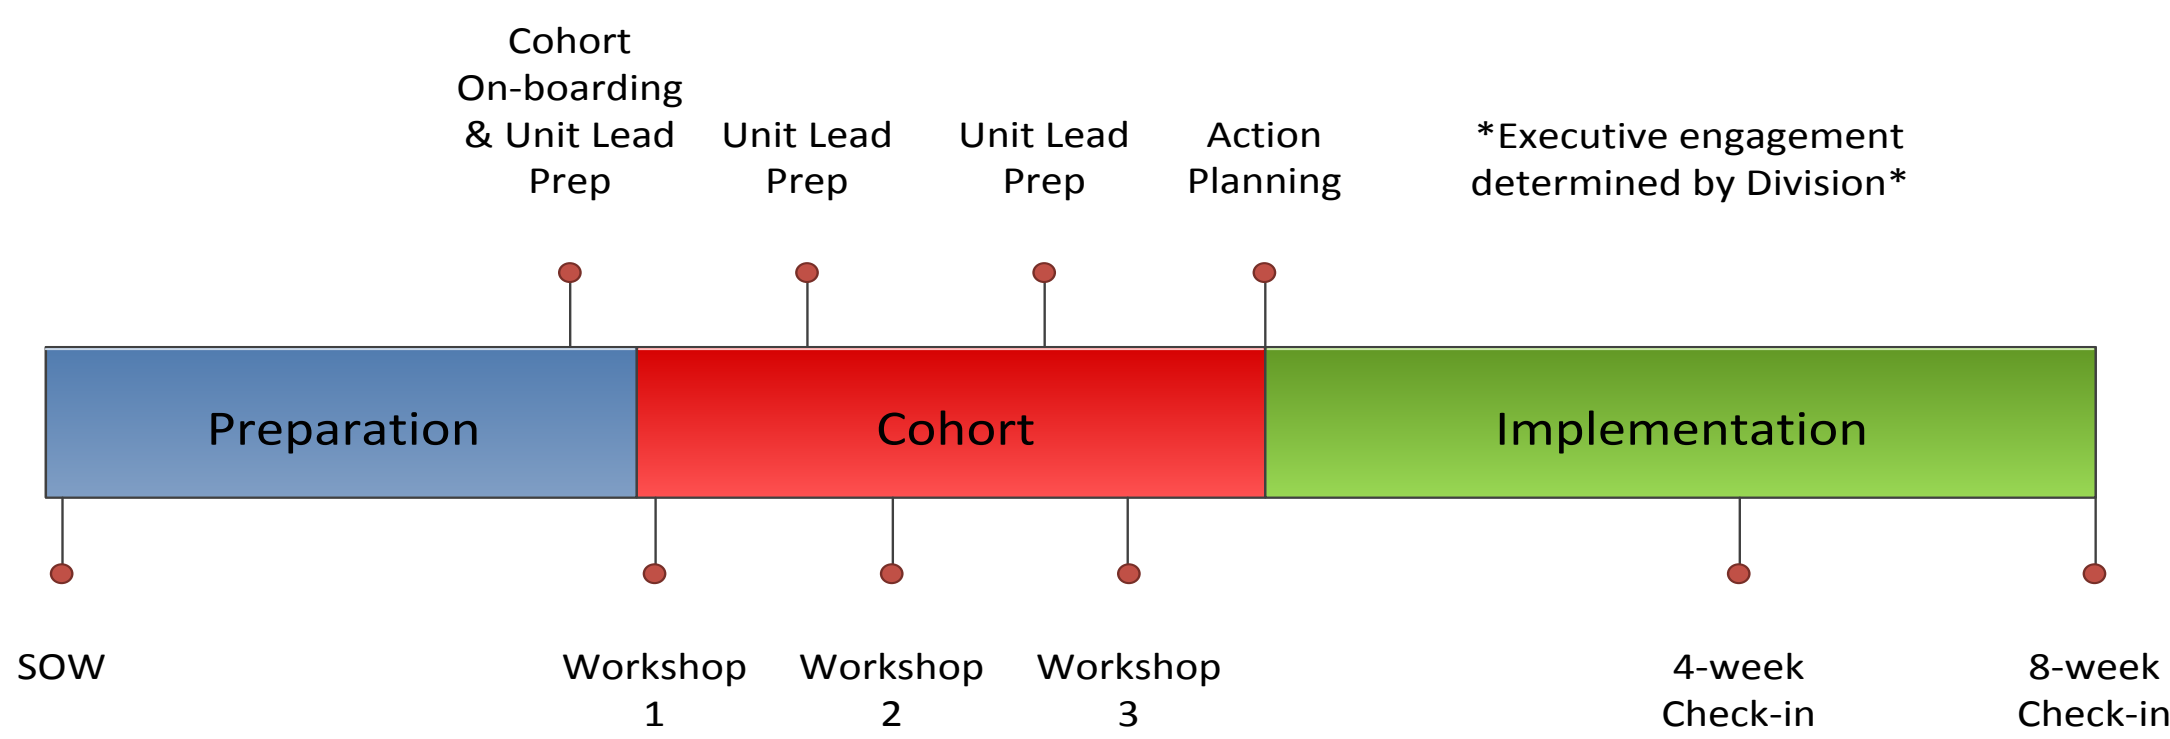 Cohort
On-boarding
& Unit Lead
Prep
Unit Lead
Prep
Unit Lead
Prep
Action
Planning
*Executive engagement
determined by Division*
Preparation
Cohort
Implementation
SOW
Workshop
1
Workshop
2
Workshop
3
4-week
Check-in
8-week
Check-in